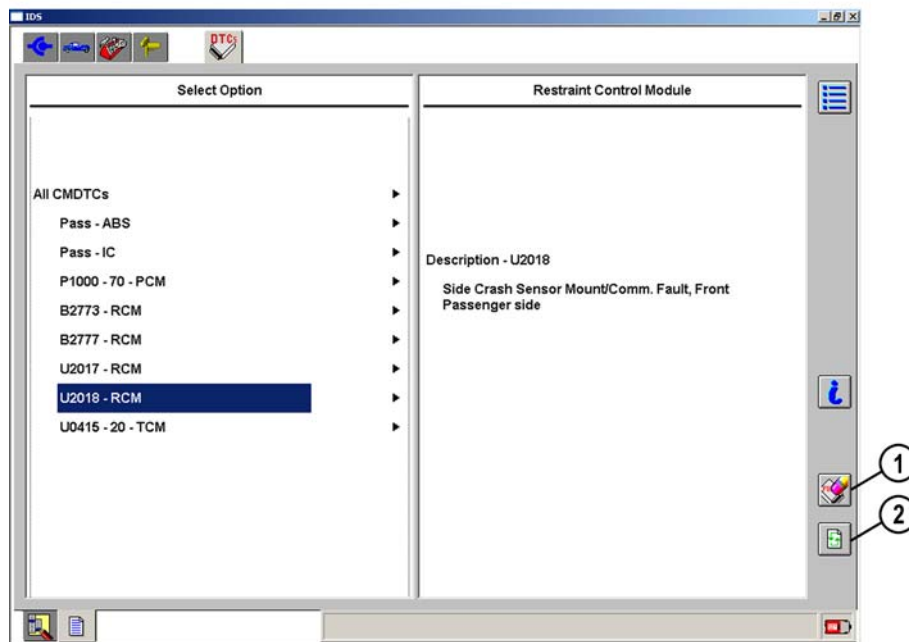 IDS
DTCs
Select Option
Restraint Control Module
All CMDTCs
Pass - ABS
Pass - IC
P1000 - 70 - PCM
B2773 - RCM
B2777 - RCM
U2017 - RCM
U2018 - RCM
U0415 - 20 - TCM
Description - U2018
Side Crash Sensor Mount/Comm. Fault, Front
Passenger side
i
1
2